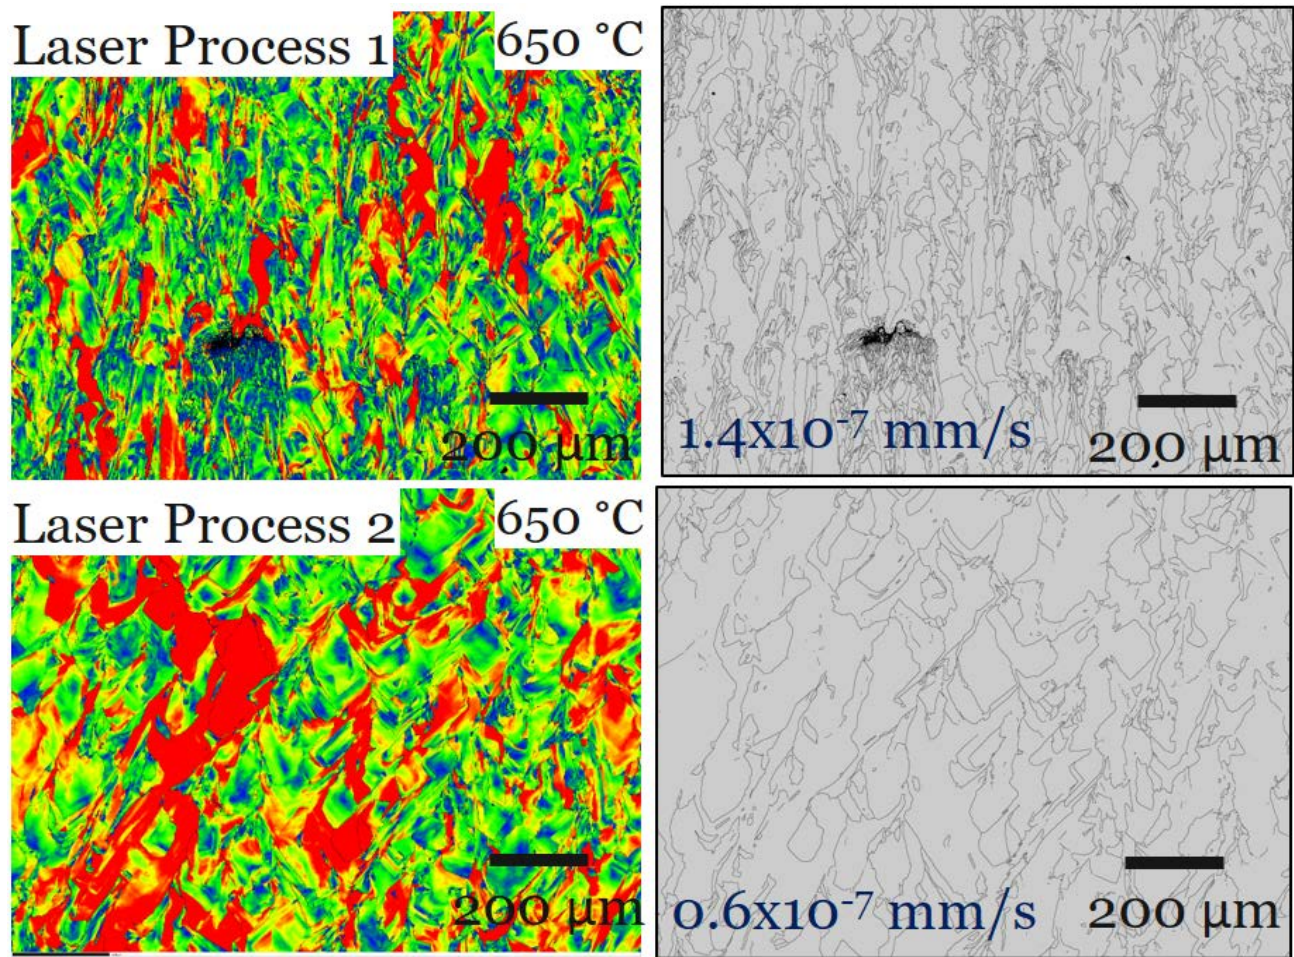 Laser Process 1
650 °C
200 µm
1.4x10⁻⁷ mm/s
200 µm
Laser Process 2
650 °C
200 µm
0.6x10⁻⁷ mm/s
200 µm